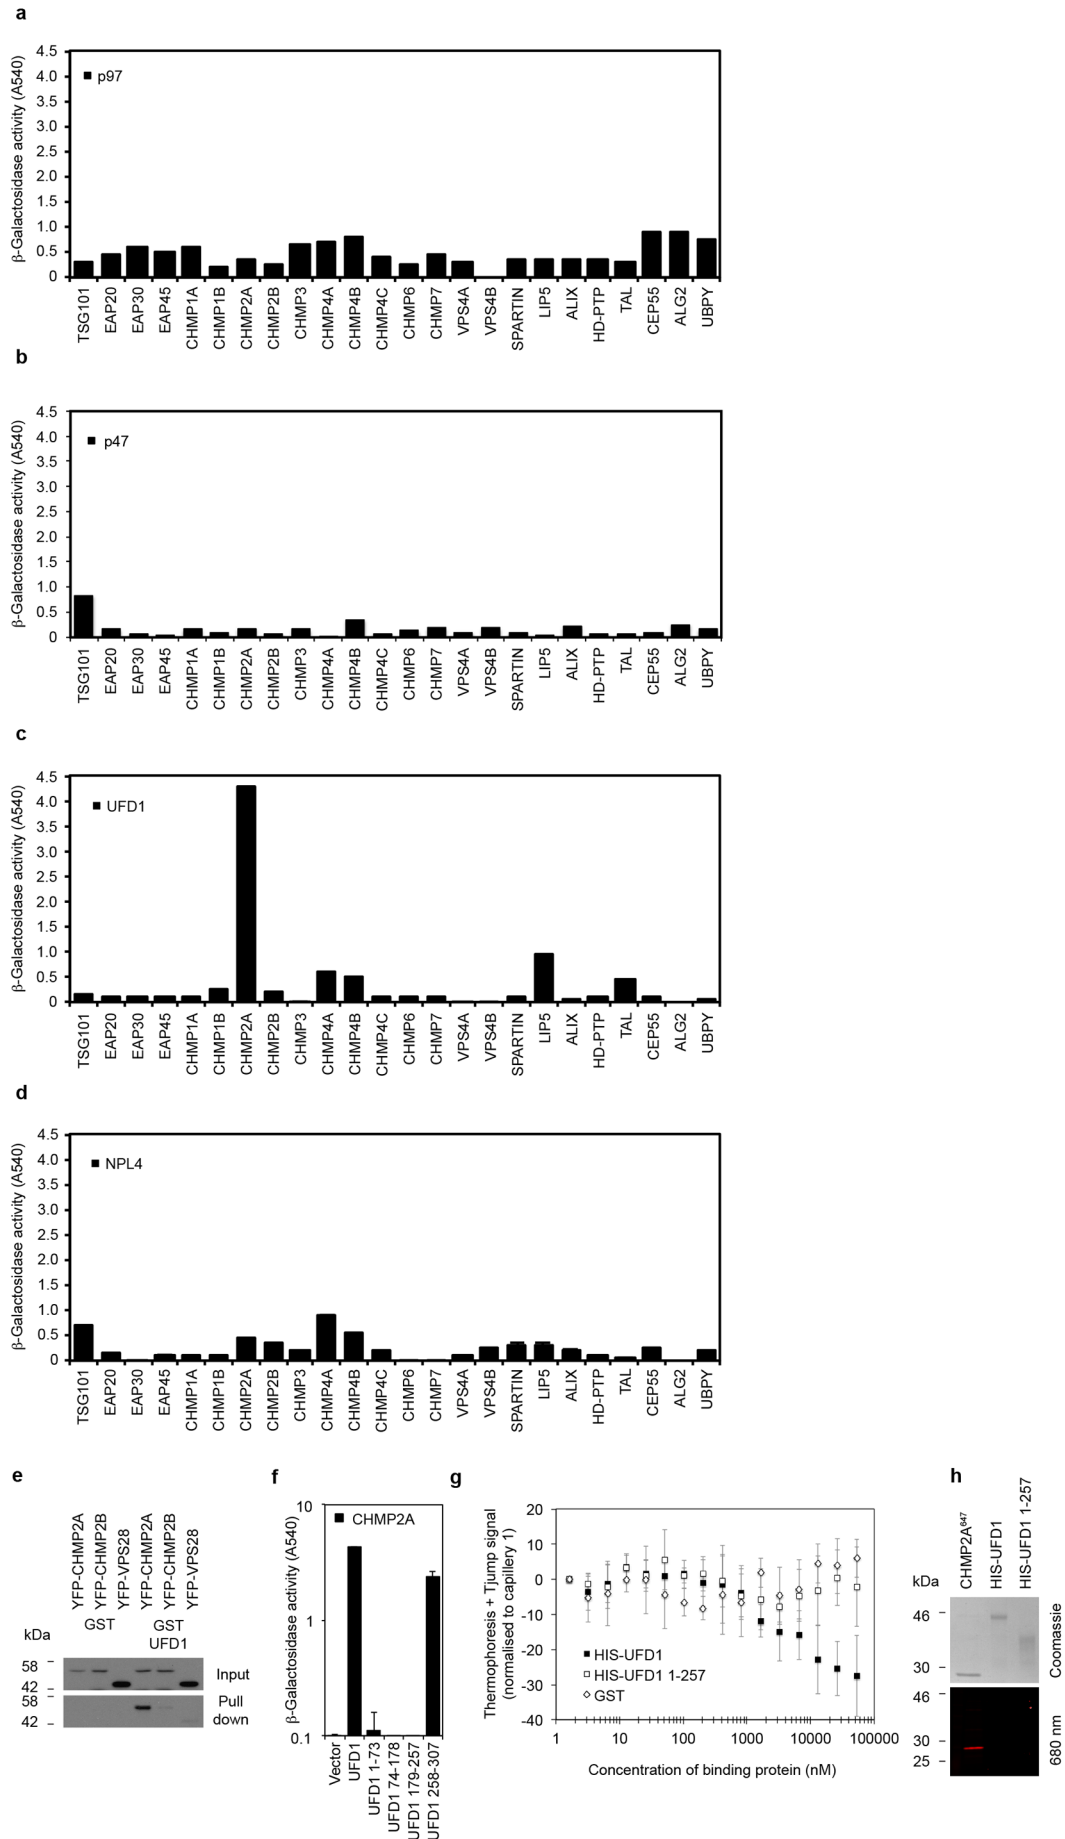 a
β-Galactosidase activity (A540)
4.5
4.0
3.5
3.0
2.5
2.0
1.5
1.0
0.5
0
p97
TSG101
EAP20
EAP30
EAP45
CHMP1A
CHMP1B
CHMP2A
CHMP2B
CHMP3
CHMP4A
CHMP4B
CHMP4C
CHMP6
CHMP7
VPS4A
VPS4B
SPARTIN
LIP5
ALIX
HD-PTP
TAL
CEP55
ALG2
UBPY
b
β-Galactosidase activity (A540)
4.5
4.0
3.5
3.0
2.5
2.0
1.5
1.0
0.5
0
p47
TSG101
EAP20
EAP30
EAP45
CHMP1A
CHMP1B
CHMP2A
CHMP2B
CHMP3
CHMP4A
CHMP4B
CHMP4C
CHMP6
CHMP7
VPS4A
VPS4B
SPARTIN
LIP5
ALIX
HD-PTP
TAL
CEP55
ALG2
UBPY
c
β-Galactosidase activity (A540)
4.5
4.0
3.5
3.0
2.5
2.0
1.5
1.0
0.5
0
UFD1
TSG101
EAP20
EAP30
EAP45
CHMP1A
CHMP1B
CHMP2A
CHMP2B
CHMP3
CHMP4A
CHMP4B
CHMP4C
CHMP6
CHMP7
VPS4A
VPS4B
SPARTIN
LIP5
ALIX
HD-PTP
TAL
CEP55
ALG2
UBPY
d
β-Galactosidase activity (A540)
4.5
4.0
3.5
3.0
2.5
2.0
1.5
1.0
0.5
0
NPL4
TSG101
EAP20
EAP30
EAP45
CHMP1A
CHMP1B
CHMP2A
CHMP2B
CHMP3
CHMP4A
CHMP4B
CHMP4C
CHMP6
CHMP7
VPS4A
VPS4B
SPARTIN
LIP5
ALIX
HD-PTP
TAL
CEP55
ALG2
UBPY
e
YFP-CHMP2A
YFP-CHMP2B
YFP-VPS28
YFP-CHMP2A
YFP-CHMP2B
YFP-VPS28
GST
GST
UFD1
kDa
58
42
Input
58
42
Pull
down
f
β-Galactosidase activity (A540)
10
1
0.1
CHMP2A
Vector
UFD1
UFD1 1-73
UFD1 74-178
UFD1 179-257
UFD1 258-307
g
Thermophoresis + Tjump signal
(normalised to capillery 1)
20
10
0
-10
-20
-30
-40
HIS-UFD1
HIS-UFD1 1-257
GST
1
10
100
1000
10000
100000
Concentration of binding protein (nM)
h
CHMP2A647
HIS-UFD1
HIS-UFD1 1-257
kDa
46
30
Coomassie
46
30
25
680 nm